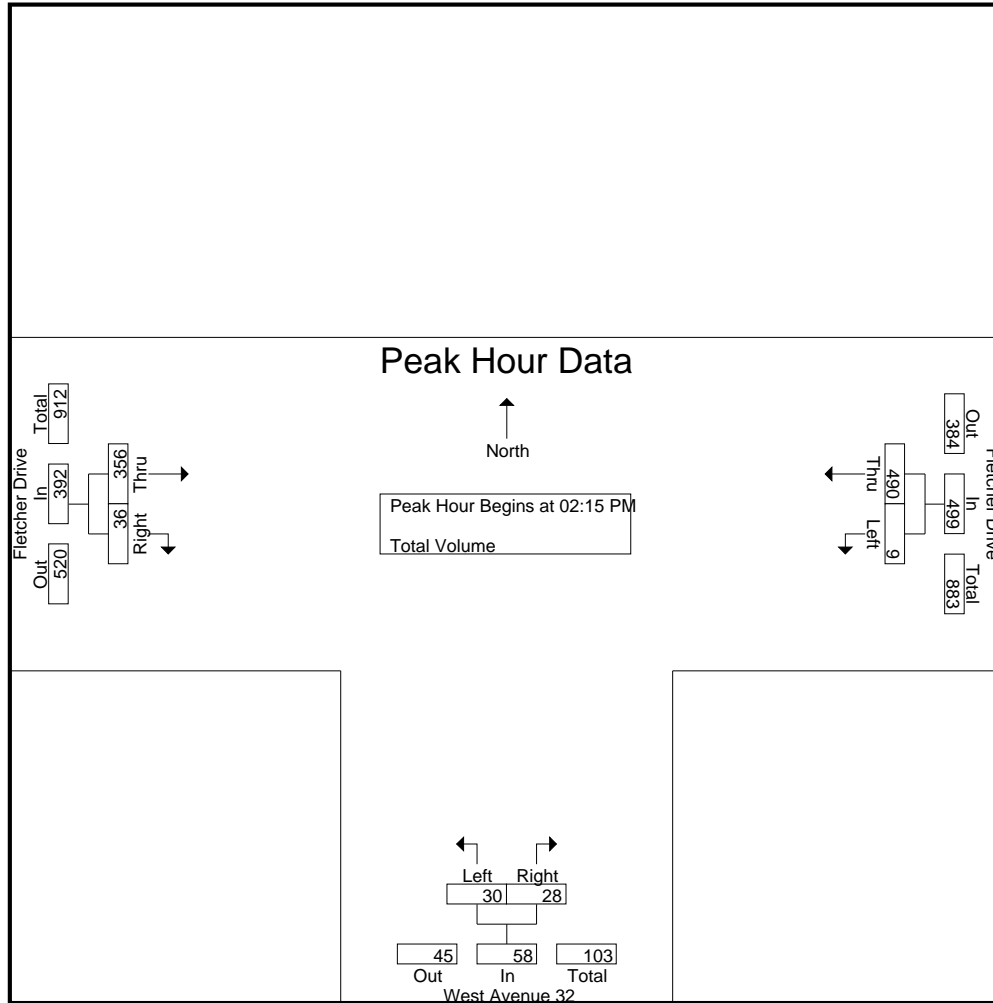 Peak Hour Data
North
Peak Hour Begins at 02:15 PM
Total Volume
Fletcher Drive
Out In Total
520 392 912
Right Thru
36 356
Fletcher Drive
Out In Total
384 499 883
Thru Left
490 9
Left Right
30 28
45 58 103
Out In Total
West Avenue 32